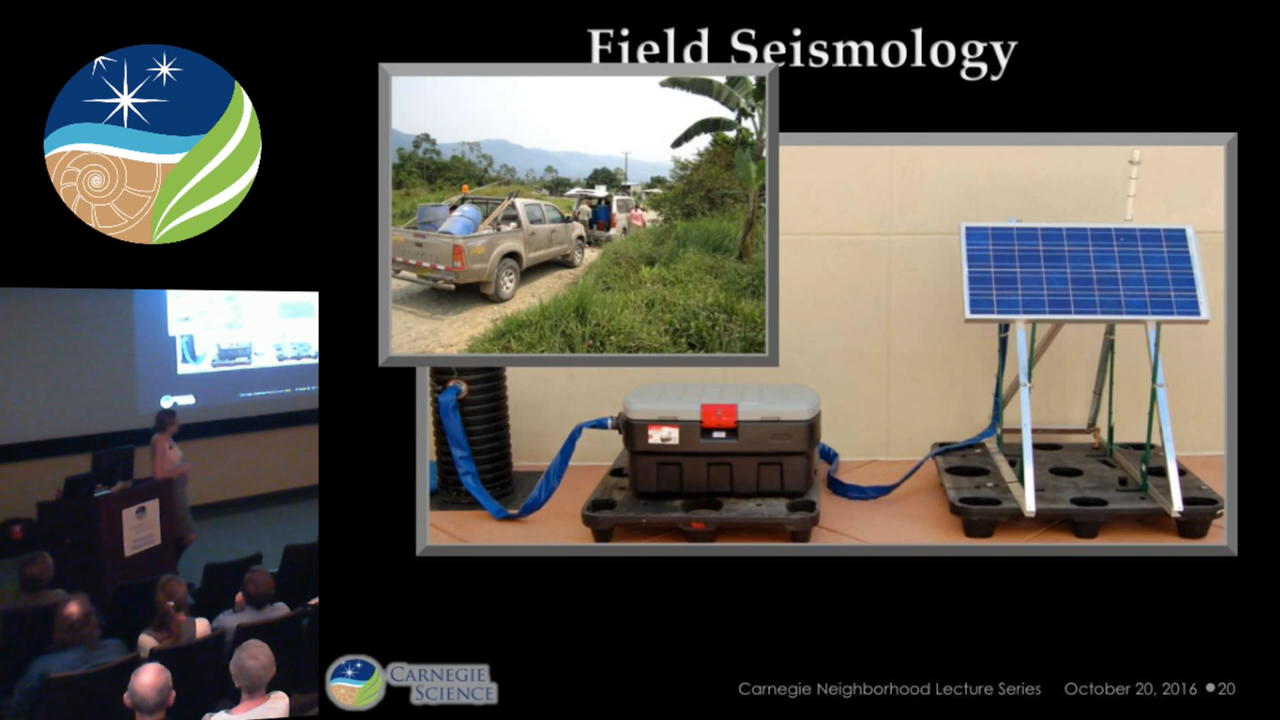 Field Seismology
CARNEGIE
SCIENCE
Carnegie Neighborhood Lecture Series October 20, 2016 20